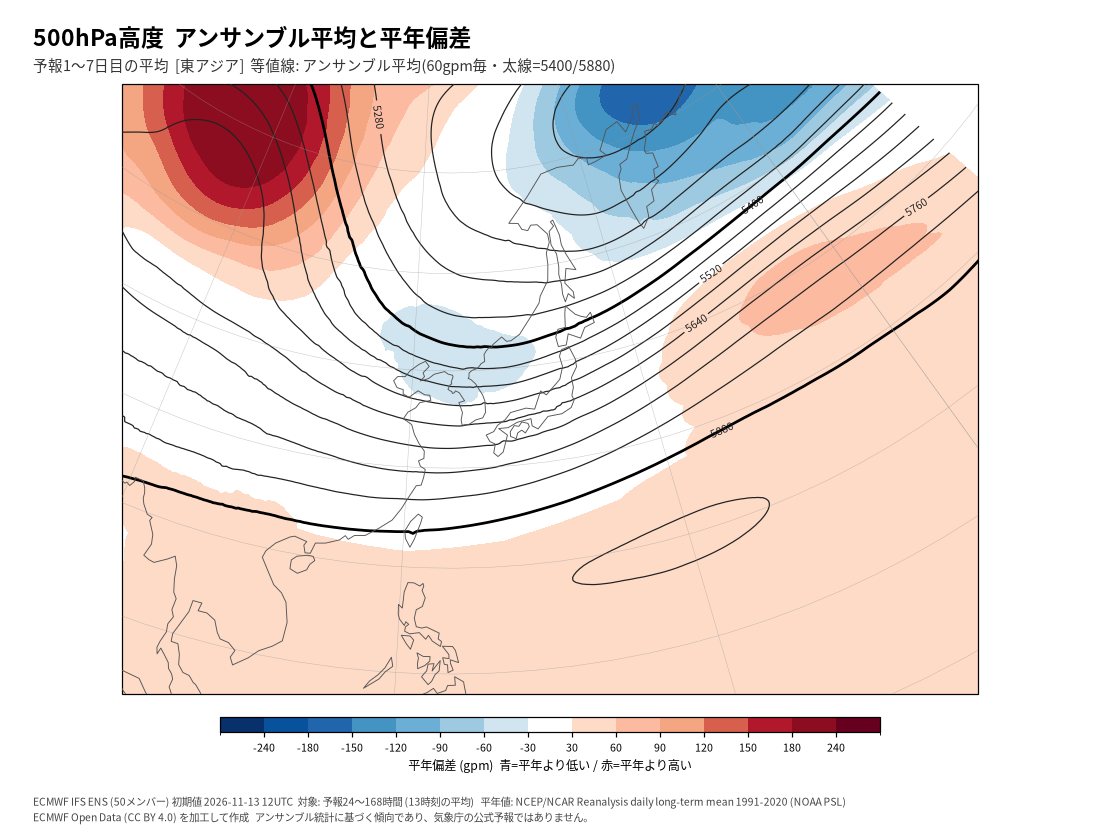 500hPa高度 アンサンブル平均と平年偏差
予報1～7日目の平均 [東アジア] 等値線: アンサンブル平均(60gpm毎・太線=5400/5880)
5280
5400
5760
5520
5640
5880
-240 -180 -150 -120 -90 -60 -30 30 60 90 120 150 180 240
平年偏差 (gpm) 青=平年より低い / 赤=平年より高い
ECMWF IFS ENS (50メンバー) 初期値 2026-11-13 12UTC 対象: 予報24～168時間 (13時刻の平均) 平年値: NCEP/NCAR Reanalysis daily long-term mean 1991-2020 (NOAA PSL)
ECMWF Open Data (CC BY 4.0) を加工して作成 アンサンブル統計に基づく傾向であり、気象庁の公式予報ではありません。